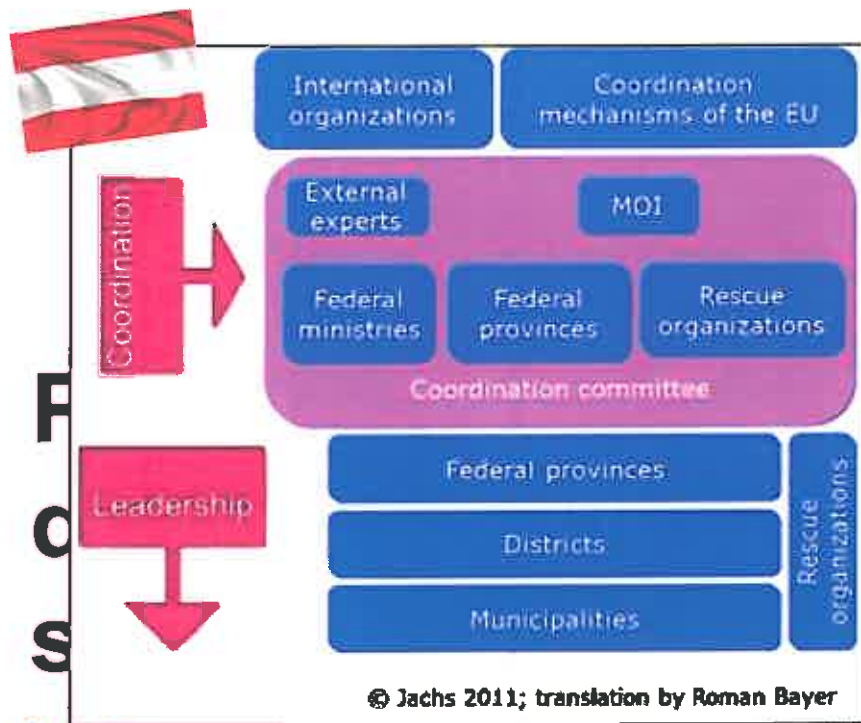 International
organizations
Coordination
mechanisms of the EU
Coordination
External
experts
MOI
Federal
ministries
Federal
provinces
Rescue
organizations
Coordination committee
Leadership
Federal provinces
Districts
Municipalities
Rescue
organizations
© Jachs 2011; translation by Roman Bayer